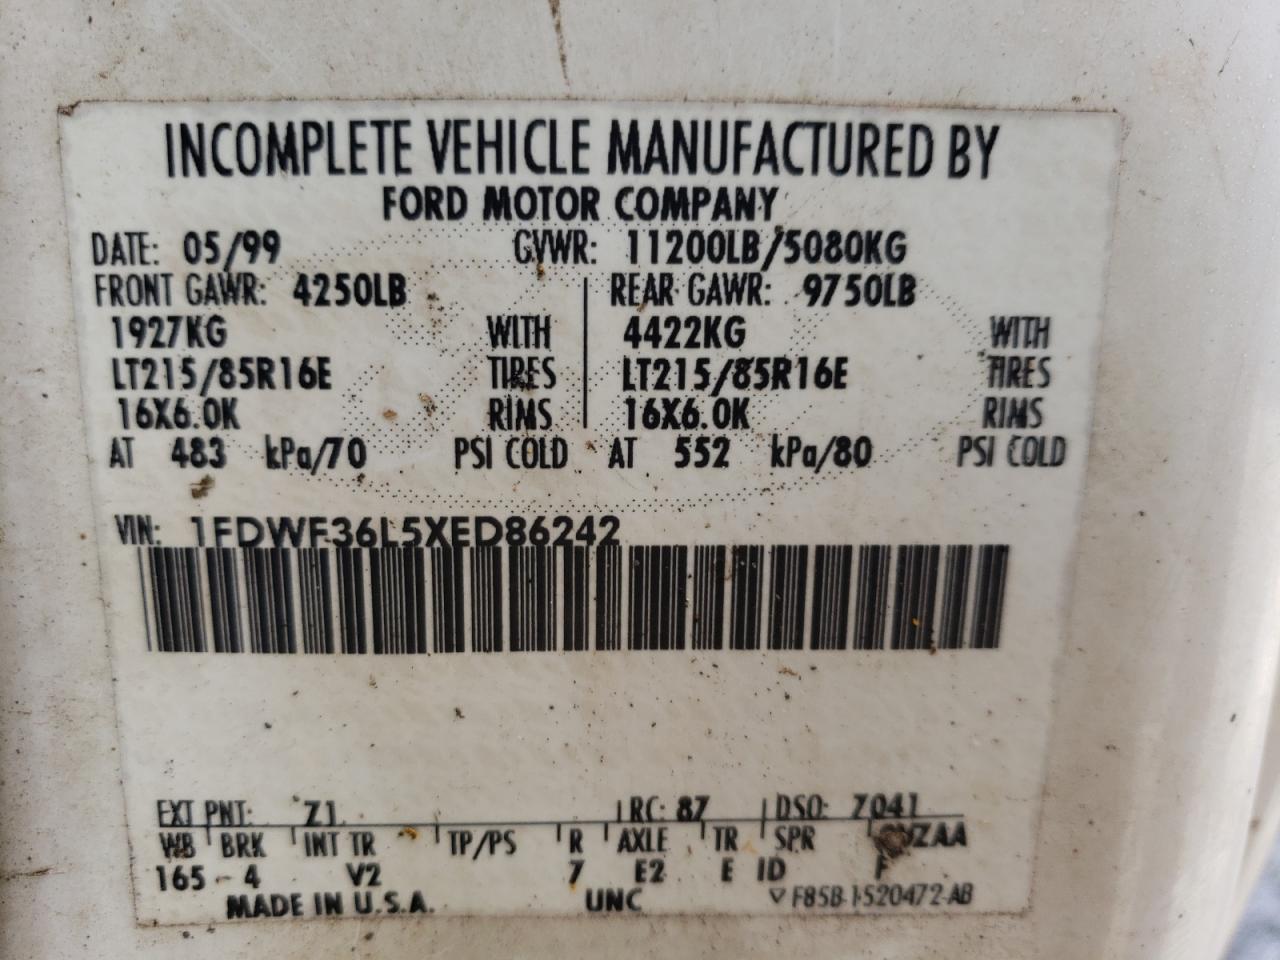 INCOMPLETE VEHICLE MANUFACTURED BY
FORD MOTOR COMPANY
DATE: 05/99 GVWR: 11200LB/5080KG
FRONT GAWR: 4250LB REAR GAWR: 9750LB
1927KG WITH 4422KG WITH
LT215/85R16E TIRES LT215/85R16E TIRES
16X6.0K RIMS 16X6.0K RIMS
AT 483 kPa/70 PSI COLD AT 552 kPa/80 PSI COLD
VIN: 1FDWF36L5XED86242
EXT PNT: Z1 RC: 87 DSO: 7041
WB BRK INT TR TP/PS R AXLE TR SPR
165 - 4 V2 7 E2 E ID F
MADE IN U.S.A. UNC F85B-1520472-AB